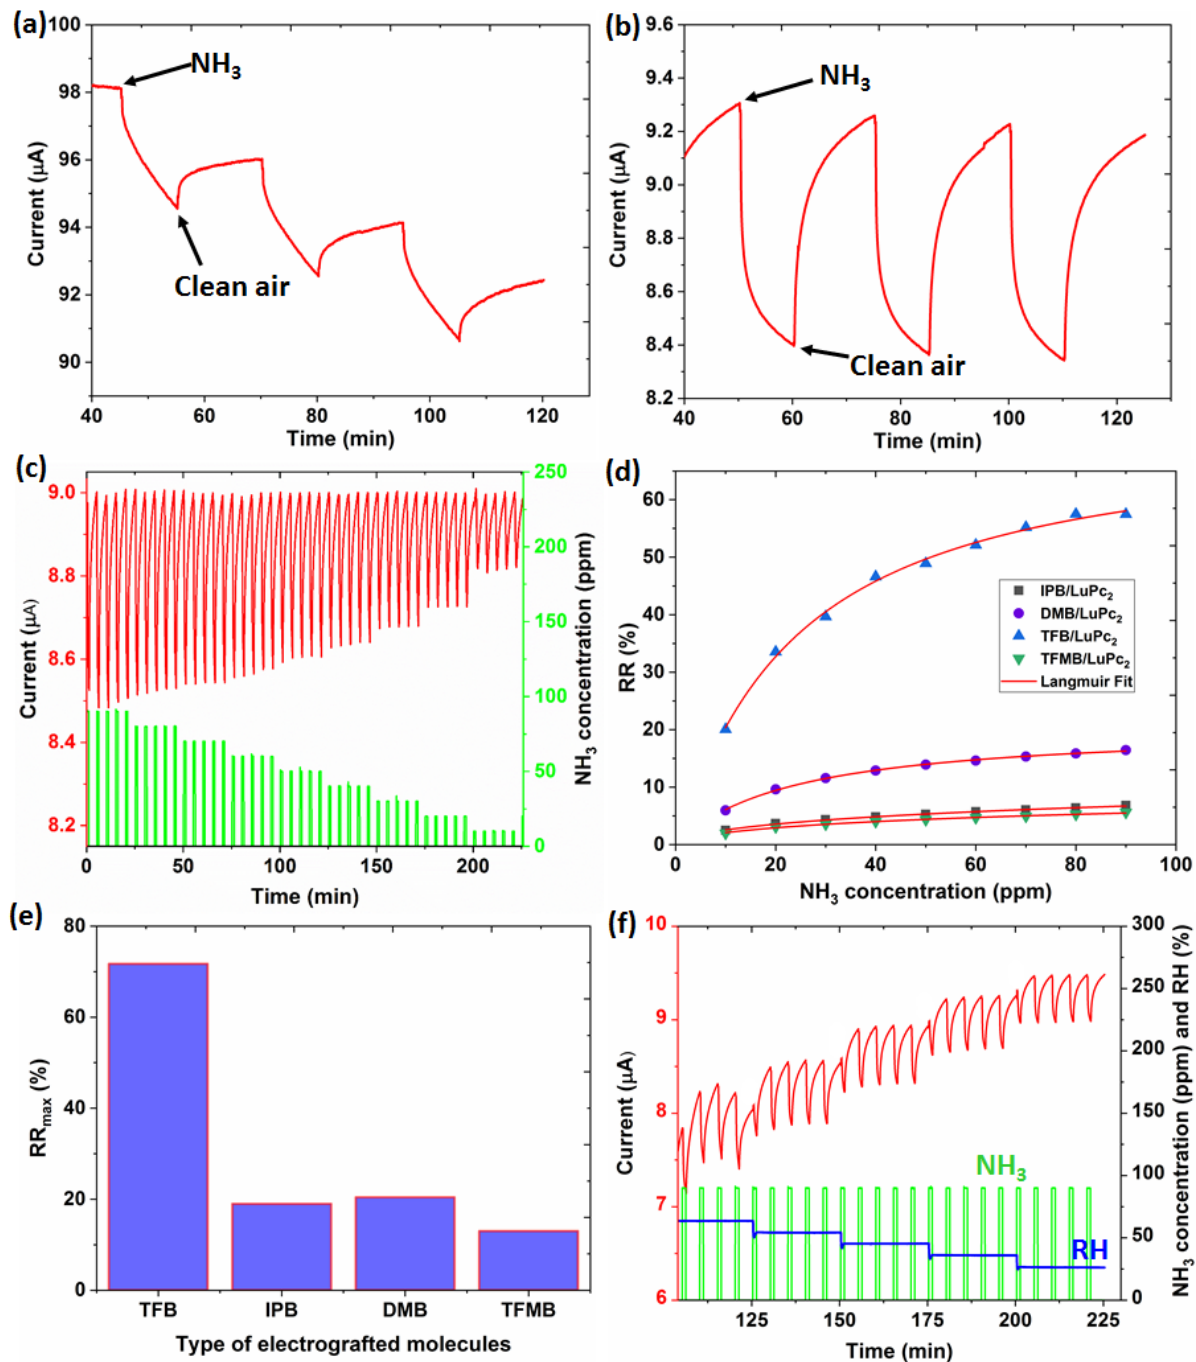 (a)
100
98
96
94
92
90
Current (μA)
NH₃
Clean air
40 60 80 100 120
Time (min)
(b)
9.6
9.4
9.2
9.0
8.8
8.6
8.4
8.2
Current (μA)
NH₃
Clean air
40 60 80 100 120
Time (min)
(c)
9.0
8.8
8.6
8.4
8.2
Current (μA)
250
200
150
100
50
0
NH₃ concentration (ppm)
0 50 100 150 200
Time (min)
(d)
60
50
40
30
20
10
0
RR (%)
IPB/LuPc₂
DMB/LuPc₂
TFB/LuPc₂
TFMB/LuPc₂
Langmuir Fit
0 20 40 60 80 100
NH₃ concentration (ppm)
(e)
80
60
40
20
0
RRₘₐₓ (%)
TFB IPB DMB TFMB
Type of electrografted molecules
(f)
10
9
8
7
6
Current (μA)
NH₃
RH
300
250
200
150
100
50
0
NH₃ concentration (ppm) and RH (%)
125 150 175 200 225
Time (min)